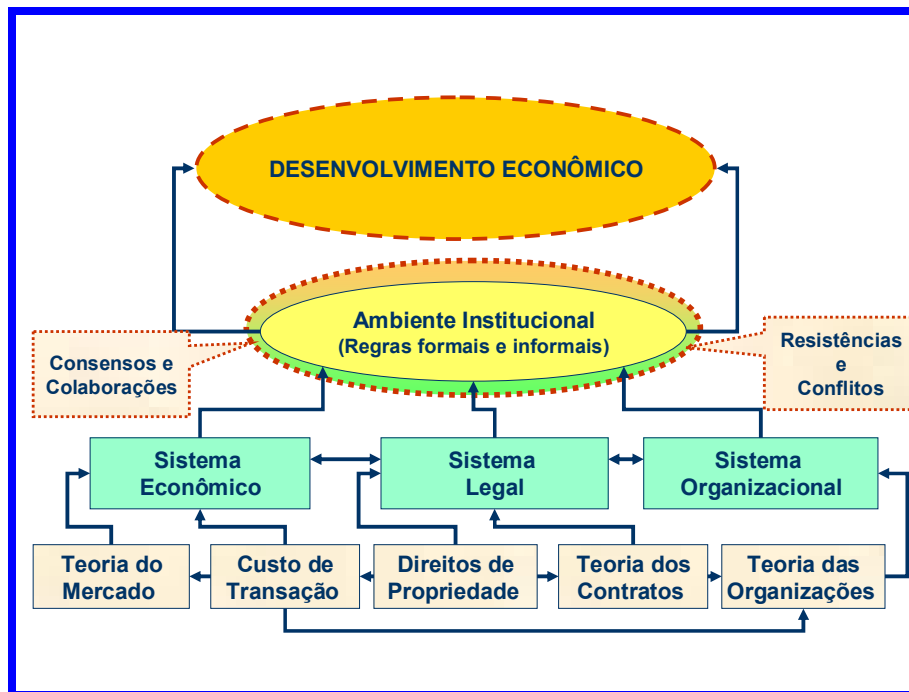 DESENVOLVIMENTO ECONÔMICO
Ambiente Institucional
(Regras formais e informais)
Consensos e
Colaborações
Resistências
e
Conflitos
Sistema
Econômico
Sistema
Legal
Sistema
Organizacional
Teoria do
Mercado
Custo de
Transação
Direitos de
Propriedade
Teoria dos
Contratos
Teoria das
Organizações